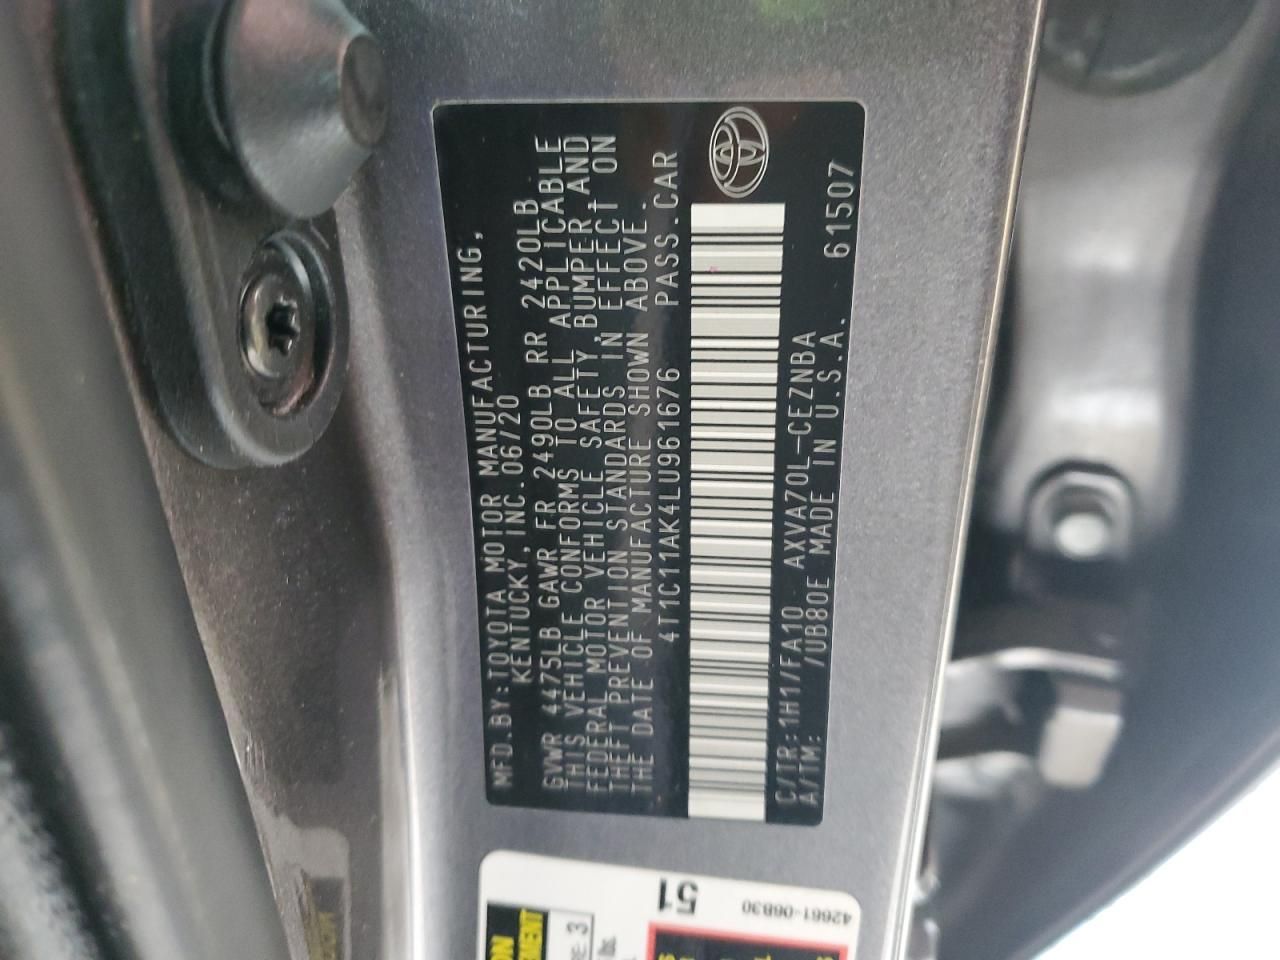 MFD.BY:TOYOTA MOTOR MANUFACTURING,
KENTUCKY, INC.06/20
GVWR 4475LB GAWR FR 2490LB RR 2420LB
THIS VEHICLE CONFORMS TO ALL APPLICABLE
FEDERAL MOTOR VEHICLE SAFETY,BUMPER,AND
THEFT PREVENTION STANDARDS IN EFFECT ON
THE DATE OF MANUFACTURE SHOWN ABOVE.
4T1C11AK4LU961676 PASS.CAR
C/TR:1H1/FA10 AXVA70L-CEZNBA
A/TM: /UB80E MADE IN U.S.A. 61507
51
42661-06B30
3
lbs.